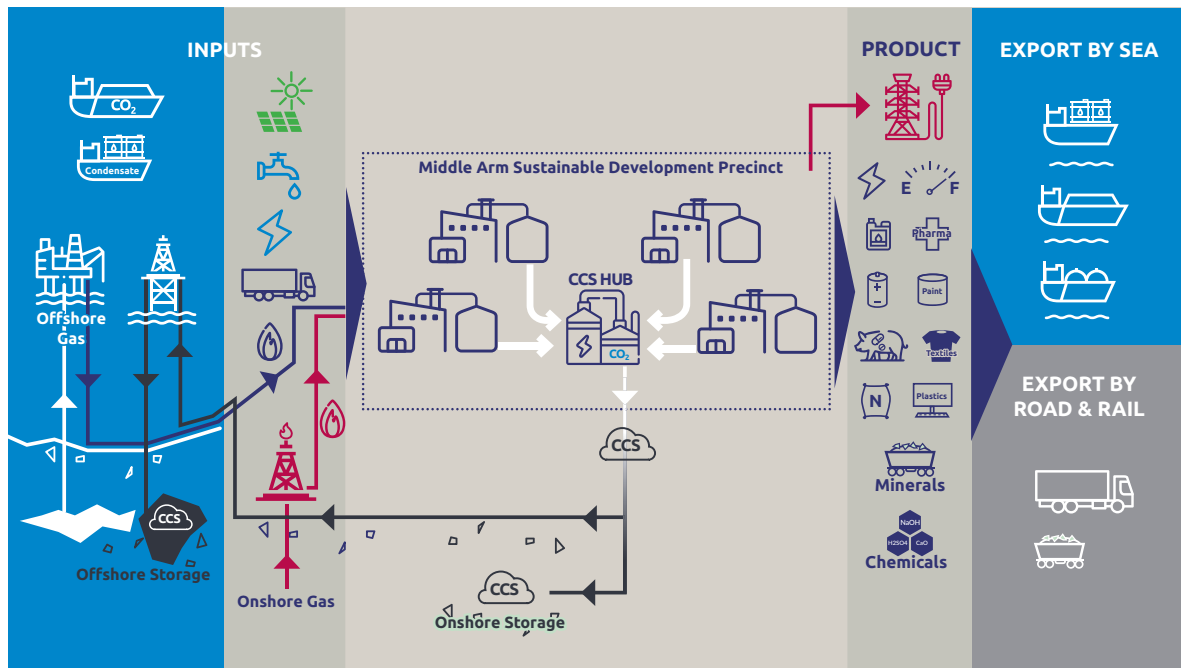 INPUTS
PRODUCT
EXPORT BY SEA
CO₂
Condensate
Middle Arm Sustainable Development Precinct
E
F
Pharma
CCS HUB
+
-
Paint
Offshore
Gas
CO₂
Textiles
EXPORT BY
ROAD & RAIL
N
Plastics
CCS
Minerals
CCS
NaOH
H2SO4
CaO
Chemicals
Offshore Storage
CCS
Onshore Gas
Onshore Storage